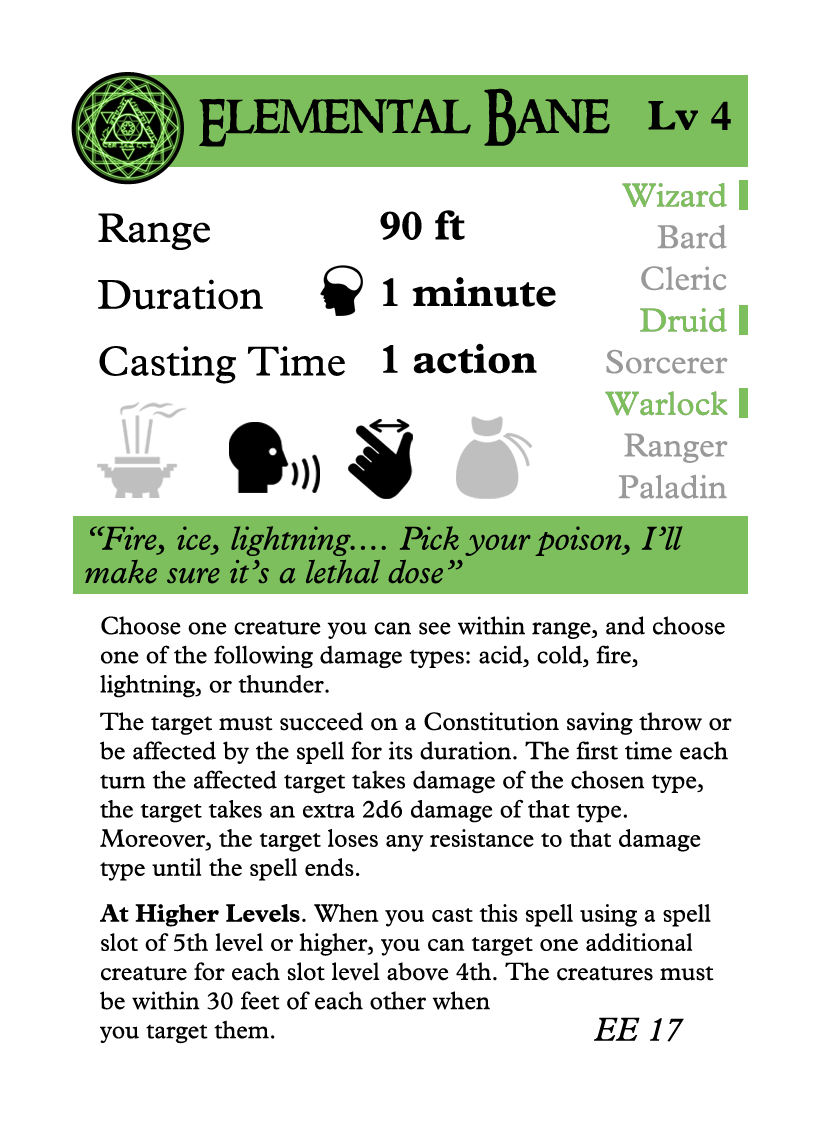 Elemental Bane Lv 4
Wizard
Bard
Cleric
Druid
Sorcerer
Warlock
Ranger
Paladin
Range 90 ft
Duration 1 minute
Casting Time 1 action
“Fire, ice, lightning.... Pick your poison, I’ll
make sure it’s a lethal dose”
Choose one creature you can see within range, and choose
one of the following damage types: acid, cold, fire,
lightning, or thunder.
The target must succeed on a Constitution saving throw or
be affected by the spell for its duration. The first time each
turn the affected target takes damage of the chosen type,
the target takes an extra 2d6 damage of that type.
Moreover, the target loses any resistance to that damage
type until the spell ends.
At Higher Levels. When you cast this spell using a spell
slot of 5th level or higher, you can target one additional
creature for each slot level above 4th. The creatures must
be within 30 feet of each other when
you target them.
EE 17